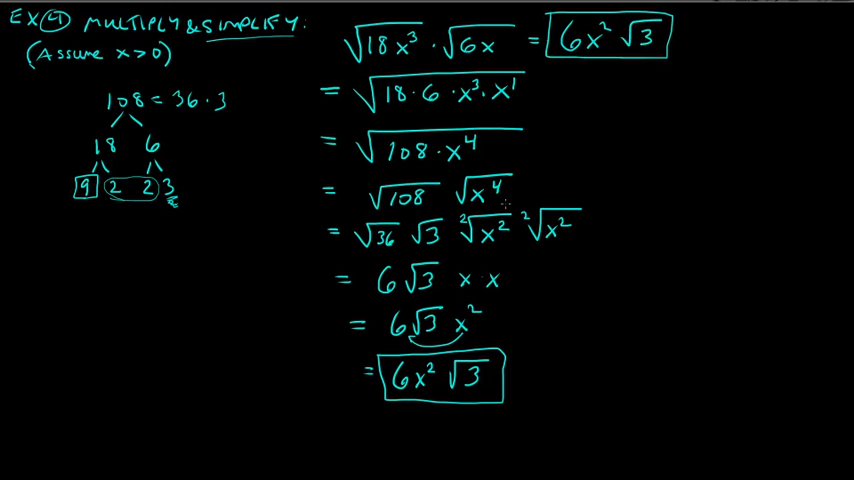 EX④ MULTIPLY & SIMPLIFY:
(Assume x>0)
√18x³ · √6x = 6x² √3
= √18·6·x³·x¹
= √108·x⁴
= √108 √x⁴
= √36 √3 ²√x² ²√x²
= 6√3 x·x
= 6√3 x²
= 6x² √3
108 = 36·3
18 6
9 2 2 3